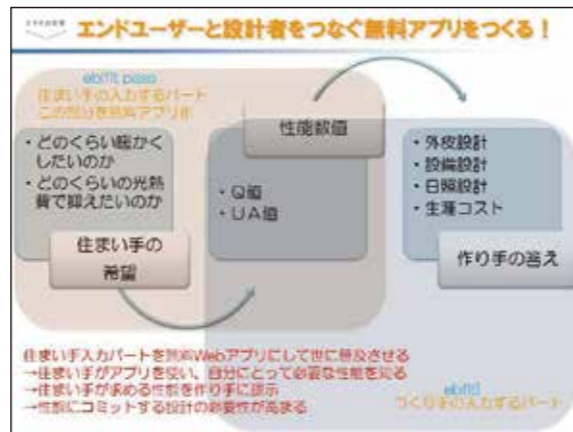 エンドユーザーと設計者をつなぐ無料アプリをつくる！
住まい手の入力するパート
この部分を無料アプリ化
・どのくらい暖かく
したいのか
・どのくらいの光熱
費で抑えたいのか
住まい手の
希望
性能数値
・Q値
・UA値
・外皮設計
・設備設計
・日照設計
・生涯コスト
作り手の答え
住まい手入力パートを無料Webアプリにして世に普及させる
→住まい手がアプリを使い、自分にとって必要な性能を知る
→住まい手が求める性能を作り手に提示
→性能にコミットする設計の必要性が高まる
つくり手の入力するパート